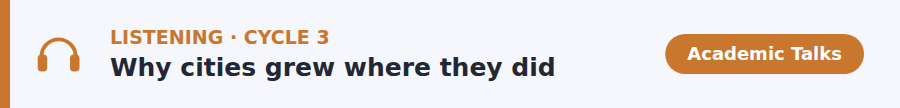 LISTENING · CYCLE 3
Why cities grew where they did
Academic Talks